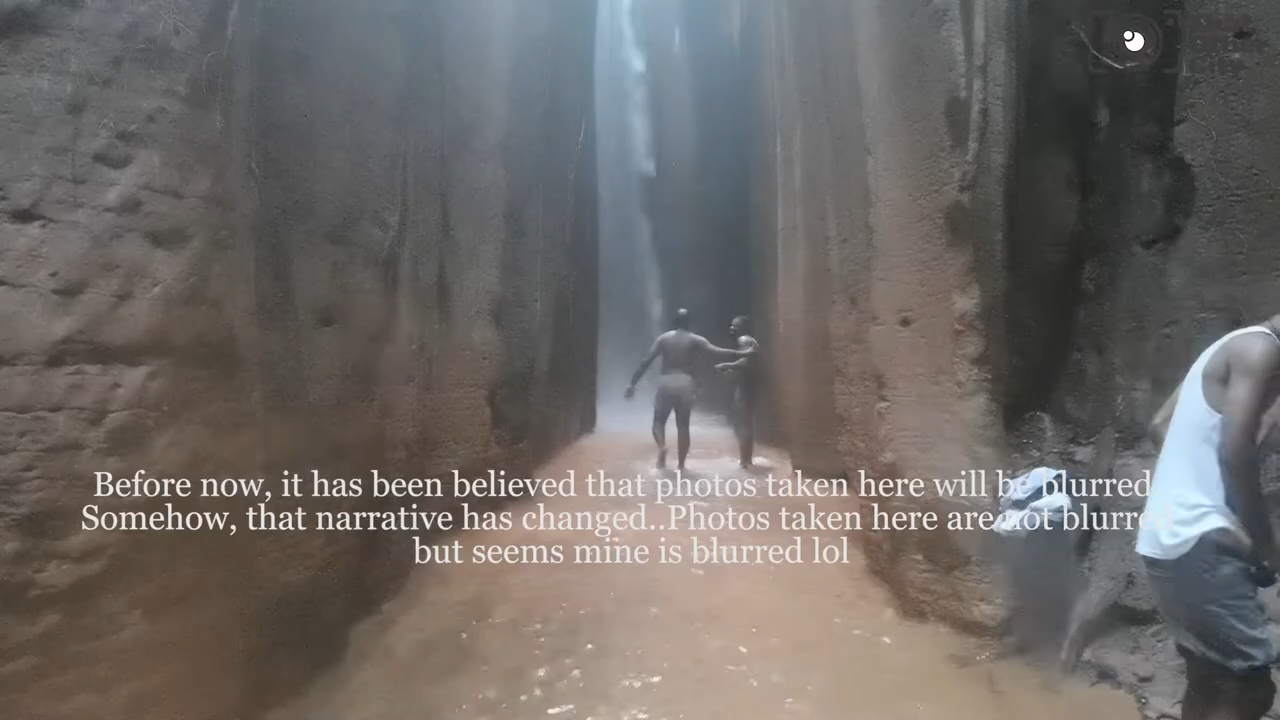 Before now, it has been believed that photos taken here will be blurred.
Somehow, that narrative has changed..Photos taken here are not blurred
but seems mine is blurred lol